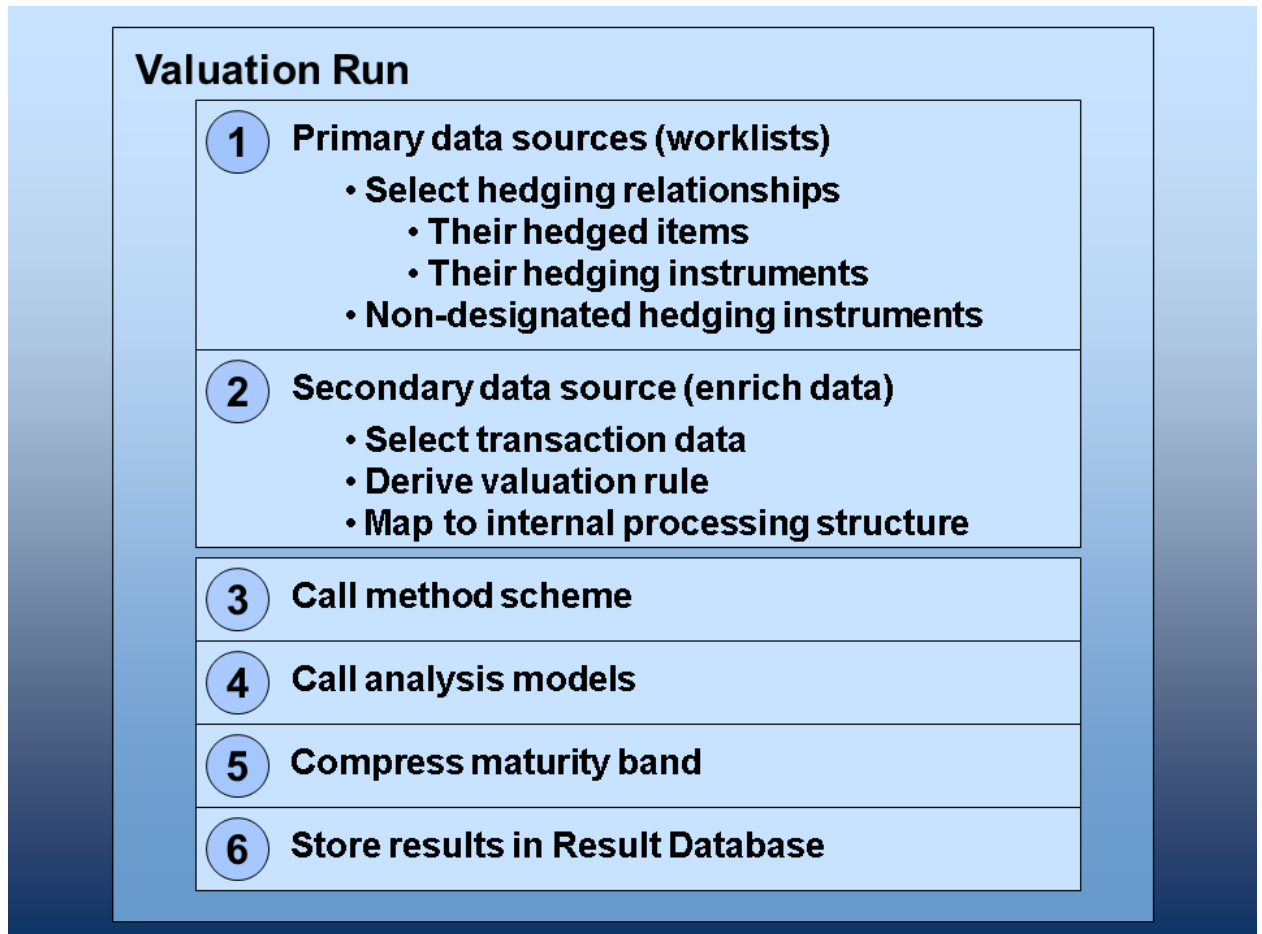 Valuation Run
1 Primary data sources (worklists)
• Select hedging relationships
• Their hedged items
• Their hedging instruments
• Non-designated hedging instruments
2 Secondary data source (enrich data)
• Select transaction data
• Derive valuation rule
• Map to internal processing structure
3 Call method scheme
4 Call analysis models
5 Compress maturity band
6 Store results in Result Database